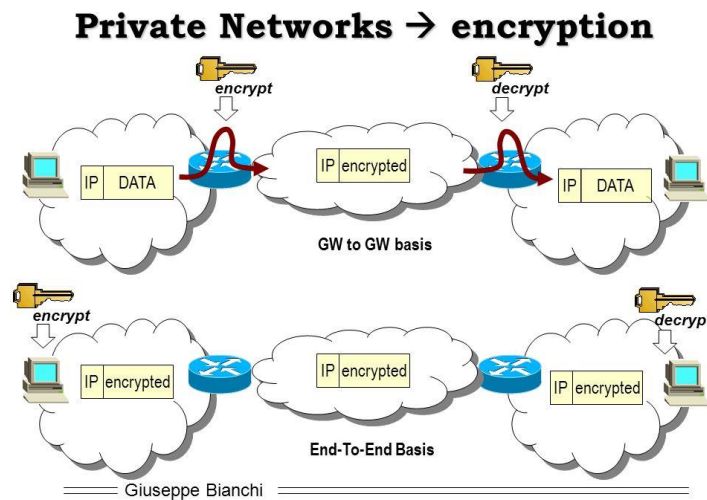 Private Networks → encryption
encrypt
decrypt
IP DATA
IP encrypted
IP DATA
GW to GW basis
encrypt
decryp
IP encrypted
IP encrypted
IP encrypted
End-To-End Basis
Giuseppe Bianchi